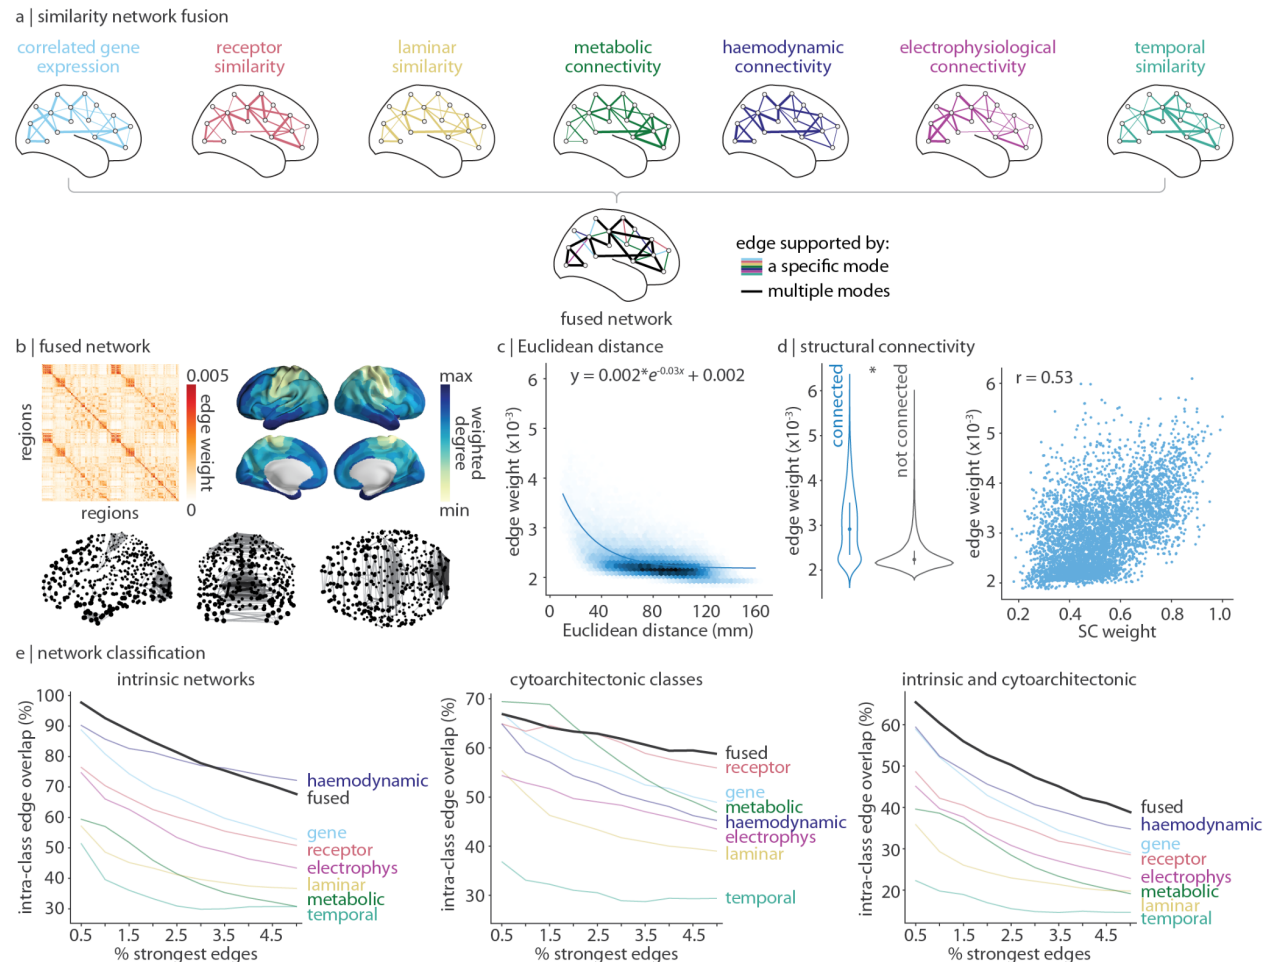 a | similarity network fusion
correlated gene
expression
receptor
similarity
laminar
similarity
metabolic
connectivity
haemodynamic
connectivity
electrophysiological
connectivity
temporal
similarity
edge supported by:
a specific mode
multiple modes
fused network
b | fused network
regions
regions
0.005
edge weight
0
max
weighted
degree
min
c | Euclidean distance
y = 0.002*e^-0.03x + 0.002
edge weight (x10^-3)
6
5
4
3
2
0 40 80 120 160
Euclidean distance (mm)
d | structural connectivity
*
connected
not connected
edge weight (x10^-3)
6
5
4
3
2
r = 0.53
edge weight (x10^-3)
6
5
4
3
2
0.2 0.4 0.6 0.8 1.0
SC weight
e | network classification
intrinsic networks
intra-class edge overlap (%)
100
90
80
70
60
50
40
30
haemodynamic
fused
gene
receptor
electrophys
laminar
metabolic
temporal
0.5 1.5 2.5 3.5 4.5
% strongest edges
cytoarchitectonic classes
intra-class edge overlap (%)
70
60
50
40
30
fused
receptor
gene
metabolic
haemodynamic
electrophys
laminar
temporal
0.5 1.5 2.5 3.5 4.5
% strongest edges
intrinsic and cytoarchitectonic
intra-class edge overlap (%)
60
50
40
30
20
fused
haemodynamic
gene
receptor
electrophys
metabolic
laminar
temporal
0.5 1.5 2.5 3.5 4.5
% strongest edges